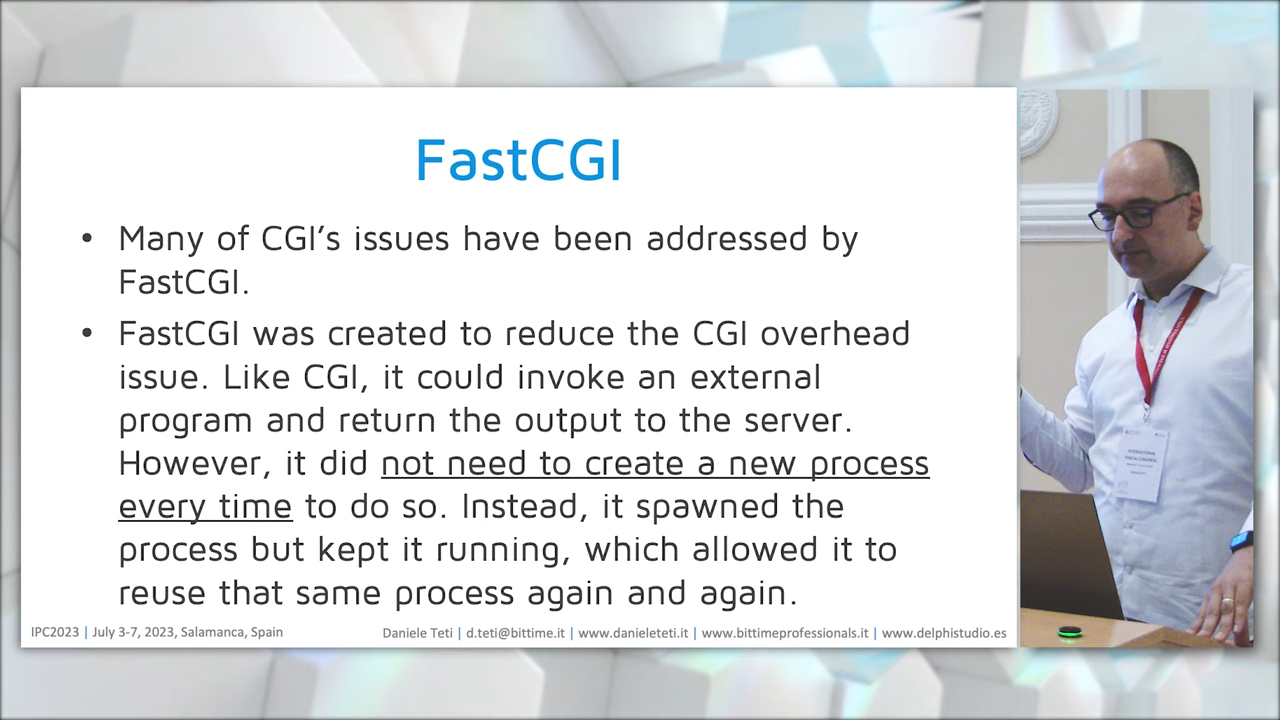 FastCGI
• Many of CGI’s issues have been addressed by
FastCGI.
• FastCGI was created to reduce the CGI overhead
issue. Like CGI, it could invoke an external
program and return the output to the server.
However, it did not need to create a new process
every time to do so. Instead, it spawned the
process but kept it running, which allowed it to
reuse that same process again and again.
IPC2023 | July 3-7, 2023, Salamanca, Spain
Daniele Teti | d.teti@bittime.it | www.danieleteti.it | www.bittimeprofessionals.it | www.delphistudio.es
INTERNATIONAL
PASCAL CONGRESS